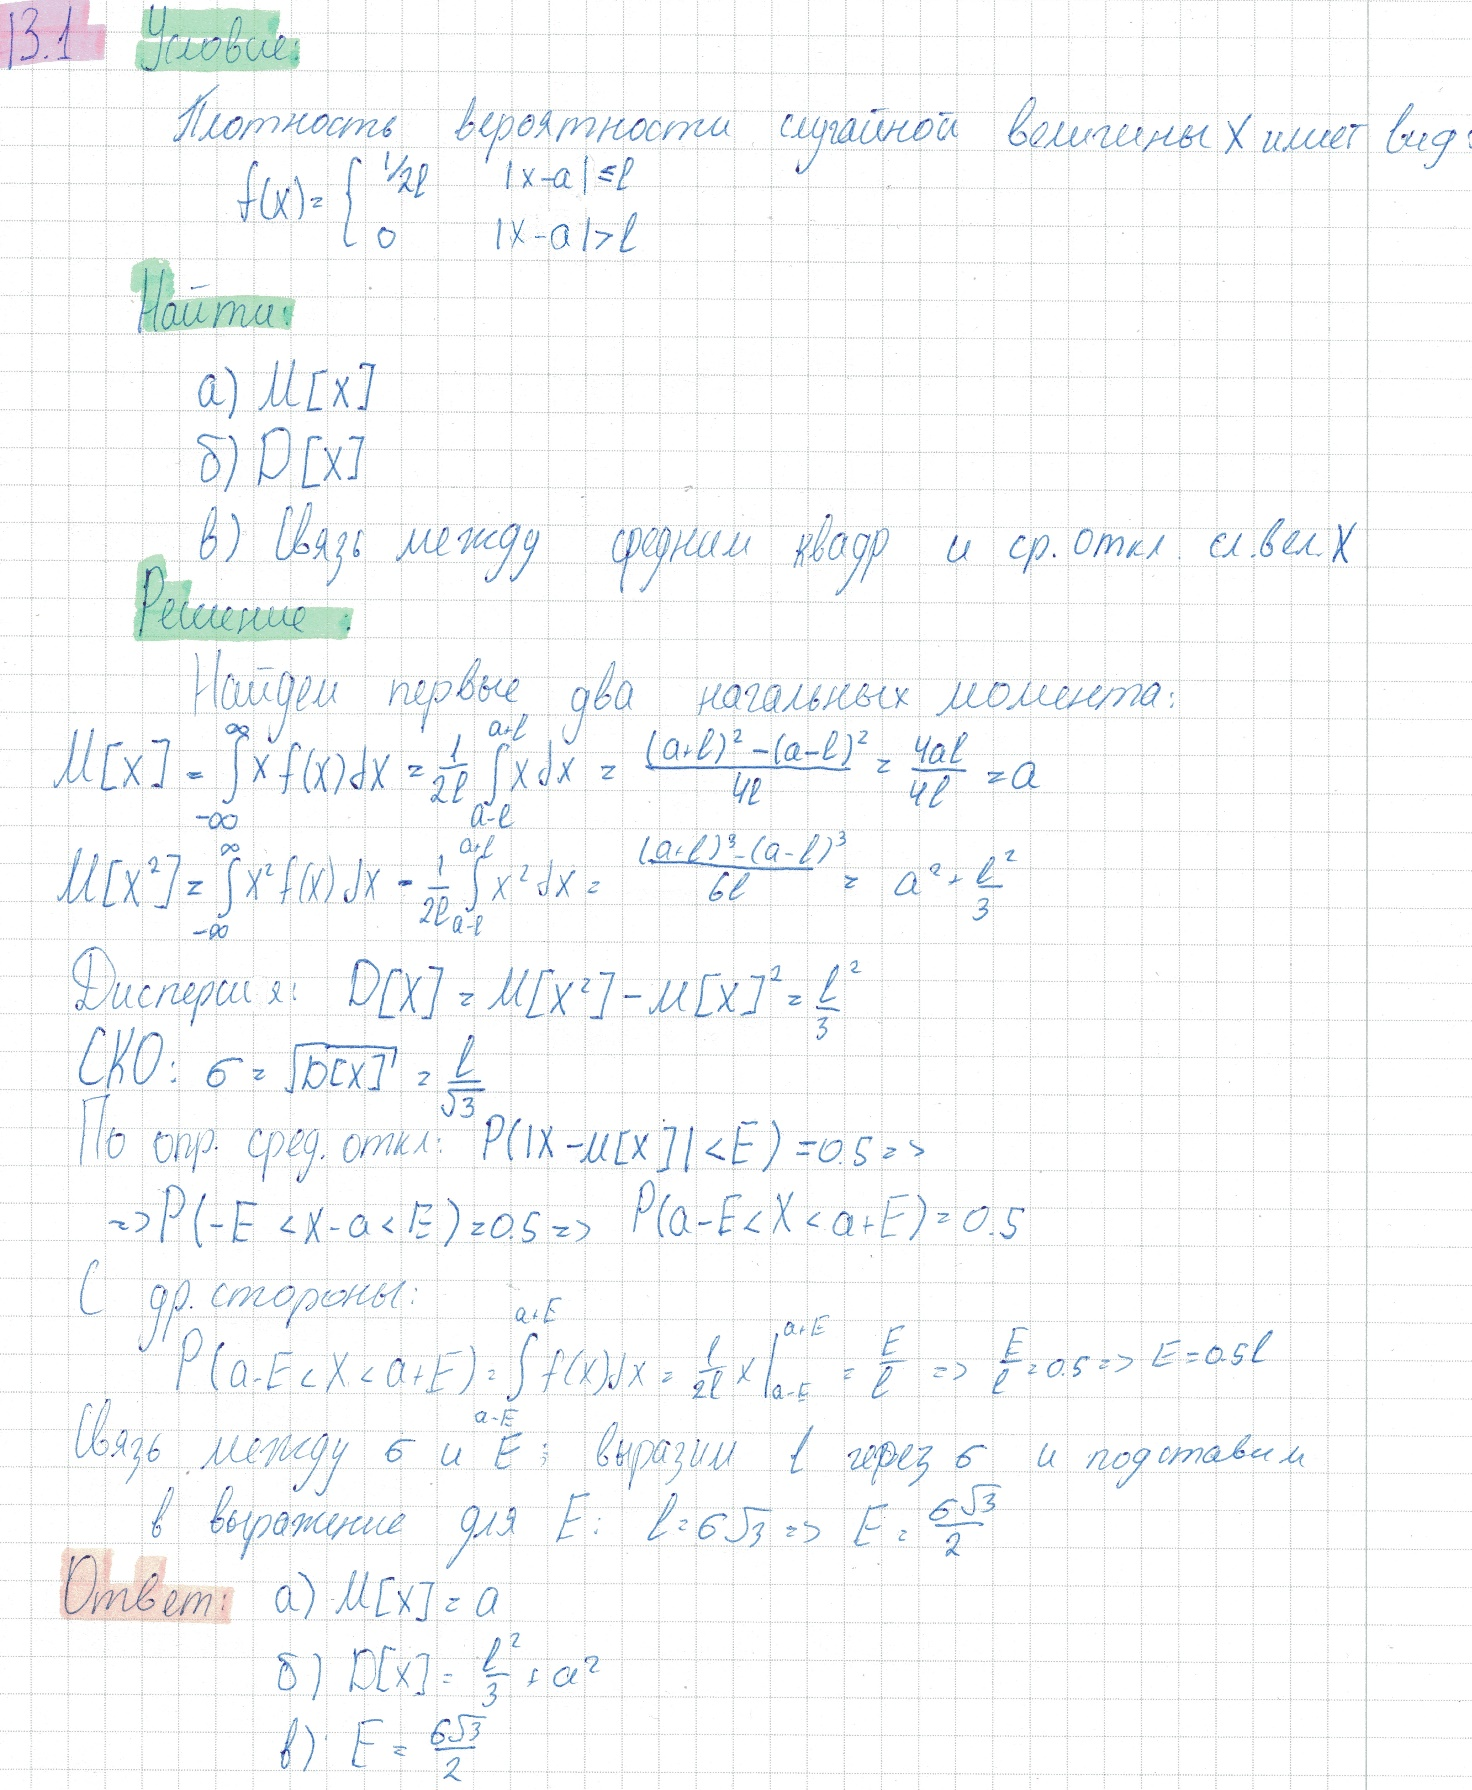 13.1 Условие:
Плотность вероятности случайной величины X имеет вид:
f(x) = { 1/2l |x-a| ≤ l
0 |x-a| > l
Найти:
а) M[X]
б) D[X]
в) Связь между средним квадр и ср. откл. сл. вел. X
Решение:
Найдем первые два начальных момента:
M[X] = ∫_{-∞}^{∞} x f(x) dx = 1/2l ∫_{a-l}^{a+l} x dx = ((a+l)² - (a-l)²)/4l = 4al/4l = a
M[X²] = ∫_{-∞}^{∞} x² f(x) dx = 1/2l ∫_{a-l}^{a+l} x² dx = ((a+l)³ - (a-l)³)/6l = a² + l²/3
Дисперсия: D[X] = M[X²] - M[X]² = l²/3
СКО: σ = √D[X] = l/√3
По опр. сред. откл: P(|X - M[X]| < E) = 0.5 =>
=> P(-E < X - a < E) = 0.5 => P(a-E < X < a+E) = 0.5
С др. стороны:
P(a-E < X < a+E) = ∫_{a-E}^{a+E} f(x) dx = 1/2l x |_{a-E}^{a+E} = E/l => E/l = 0.5 => E = 0.5l
Связь между σ и E: выразим l через σ и подставим
в выражение для E: l = σ√3 => E = σ√3/2
Ответ: а) M[X] = a
б) D[X] = l²/3 + a²
в) E = σ√3/2